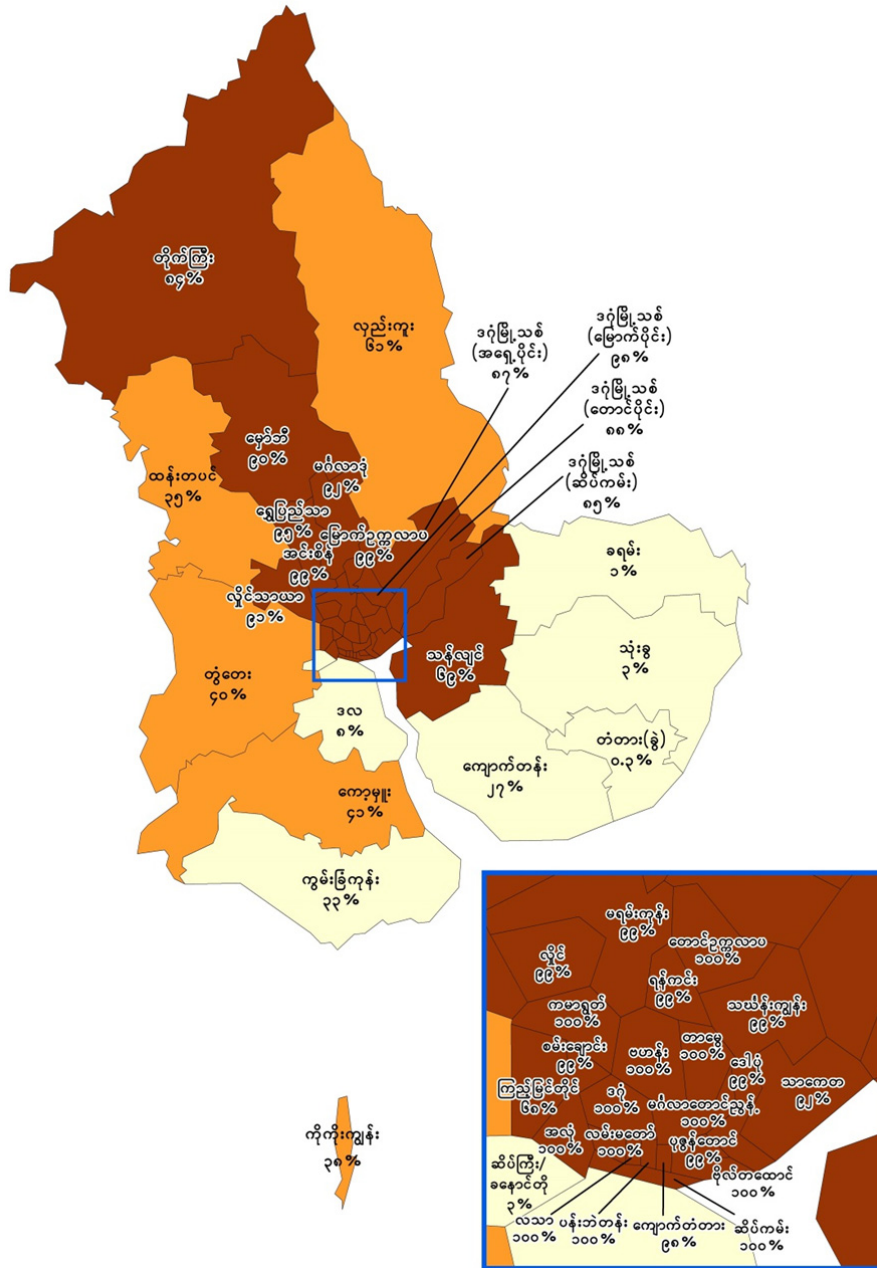 တိုက်ကြီး
၈၄%
လှည်းကူး
၆၁%
ဒဂုံမြို့သစ်
(အရှေ့ပိုင်း)
၈၇%
ဒဂုံမြို့သစ်
(မြောက်ပိုင်း)
၉၈%
ဒဂုံမြို့သစ်
(တောင်ပိုင်း)
၈၈%
ဒဂုံမြို့သစ်
(ဆိပ်ကမ်း)
၈၅%
မှော်ဘီ
၉၀%
မင်္ဂလာဒုံ
၉၂%
ထန်းတပင်
၃၅%
ရွှေပြည်သာ
၉၅%
မြောက်ဥက္ကလာပ
၉၉%
အင်းစိန်
၉၉%
လှိုင်သာယာ
၉၁%
ခရမ်း
၁%
သုံးခွ
၃%
သန်လျင်
၆၉%
တွံတေး
၄၀%
ဒလ
၈%
တံတား(ခွဲ)
၀.၃%
ကျောက်တန်း
၂၇%
ကော့မှူး
၄၁%
ကွမ်းခြံကုန်း
၃၃%
ကိုကိုးကျွန်း
၃၈%
မရမ်းကုန်း
၉၉%
တောင်ဥက္ကလာပ
၁၀၀%
လှိုင်
၉၉%
ရန်ကင်း
၉၉%
ကမာရွတ်
၁၀၀%
သင်္ဃန်းကျွန်း
၉၉%
စမ်းချောင်း
၉၉%
ဗဟန်း
၁၀၀%
တာမွေ
၁၀၀%
ဒေါပုံ
၉၉%
သာကေတ
၉၂%
ကြည့်မြင်တိုင်
၆၈%
ဒဂုံ
၁၀၀%
မင်္ဂလာတောင်ညွန့်
၁၀၀%
အလုံ
၁၀၀%
လမ်းမတော်
၁၀၀%
ပုဇွန်တောင်
၉၉%
ဗိုလ်တထောင်
၁၀၀%
ဆိပ်ကြီး/
ခနောင်တို
၃%
လသာ
၁၀၀%
ပန်းဘဲတန်း
၁၀၀%
ကျောက်တံတား
၉၈%
ဆိပ်ကမ်း
၁၀၀%